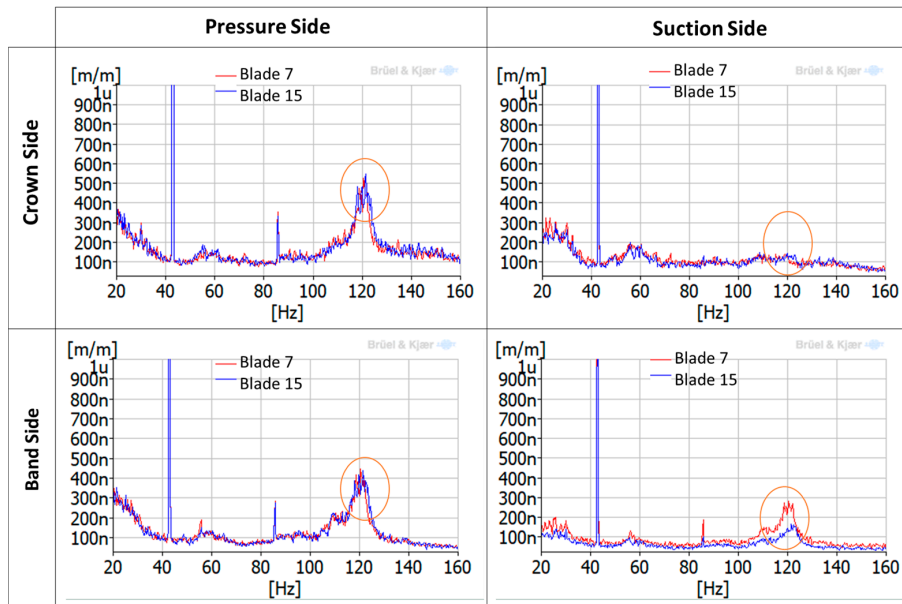 Pressure Side
Suction Side
Crown Side
[m/m]
Brüel & Kjær
Blade 7
Blade 15
1u
900n
800n
700n
600n
500n
400n
300n
200n
100n
20 40 60 80 100 120 140 160
[Hz]
[m/m]
Brüel & Kjær
Blade 7
Blade 15
1u
900n
800n
700n
600n
500n
400n
300n
200n
100n
20 40 60 80 100 120 140 160
[Hz]
Band Side
[m/m]
Brüel & Kjær
Blade 7
Blade 15
1u
900n
800n
700n
600n
500n
400n
300n
200n
100n
20 40 60 80 100 120 140 160
[Hz]
[m/m]
Brüel & Kjær
Blade 7
Blade 15
1u
900n
800n
700n
600n
500n
400n
300n
200n
100n
20 40 60 80 100 120 140 160
[Hz]